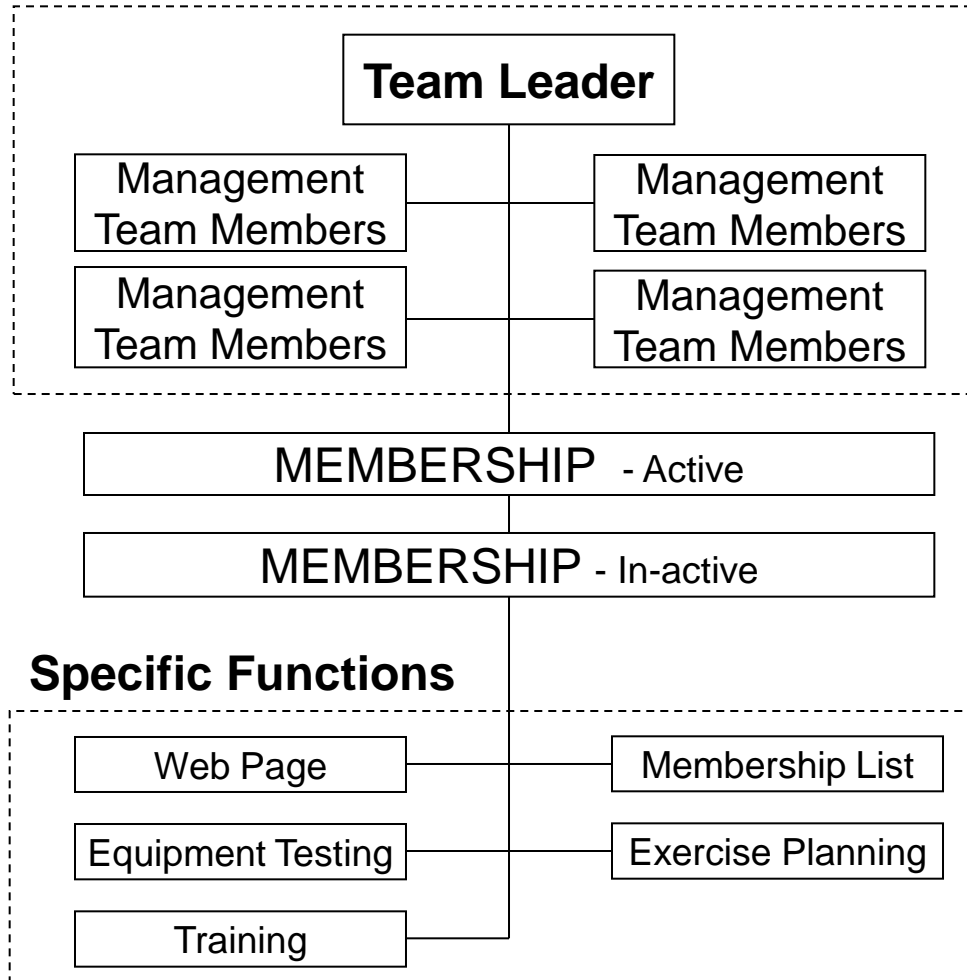 Team Leader
Management
Team Members
Management
Team Members
Management
Team Members
Management
Team Members
MEMBERSHIP - Active
MEMBERSHIP - In-active
Specific Functions
Web Page
Membership List
Equipment Testing
Exercise Planning
Training